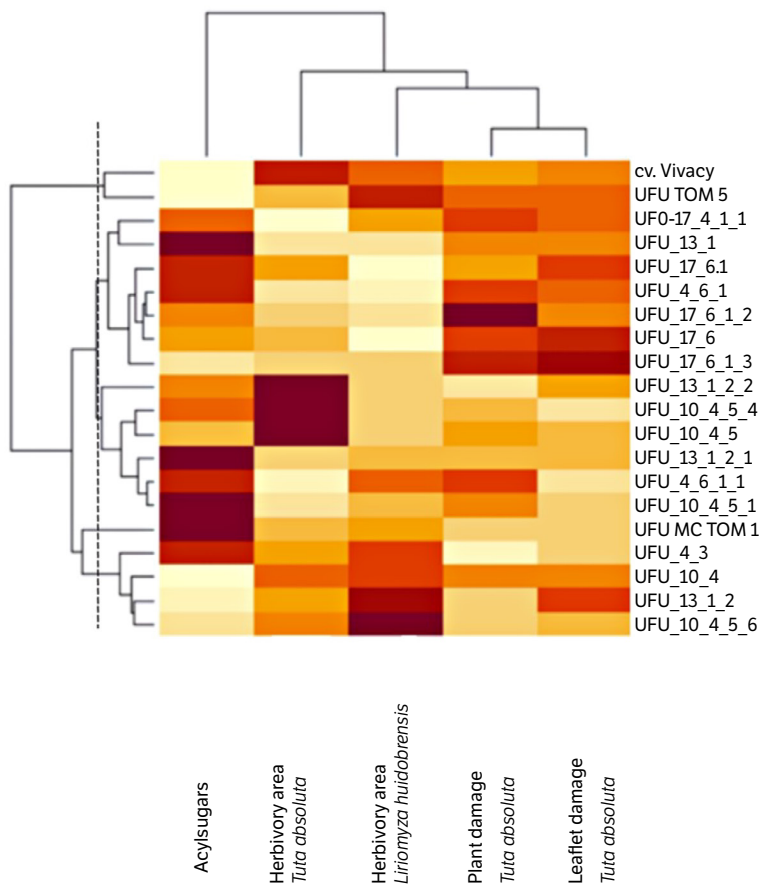 cv. Vivacy
UFU TOM 5
UF0-17_4_1_1
UFU_13_1
UFU_17_6.1
UFU_4_6_1
UFU_17_6_1_2
UFU_17_6
UFU_17_6_1_3
UFU_13_1_2_2
UFU_10_4_5_4
UFU_10_4_5
UFU_13_1_2_1
UFU_4_6_1_1
UFU_10_4_5_1
UFU MC TOM 1
UFU_4_3
UFU_10_4
UFU_13_1_2
UFU_10_4_5_6
Acylsugars
Herbivory area
Tuta absoluta
Herbivory area
Liriomyza huidobrensis
Plant damage
Tuta absoluta
Leaflet damage
Tuta absoluta